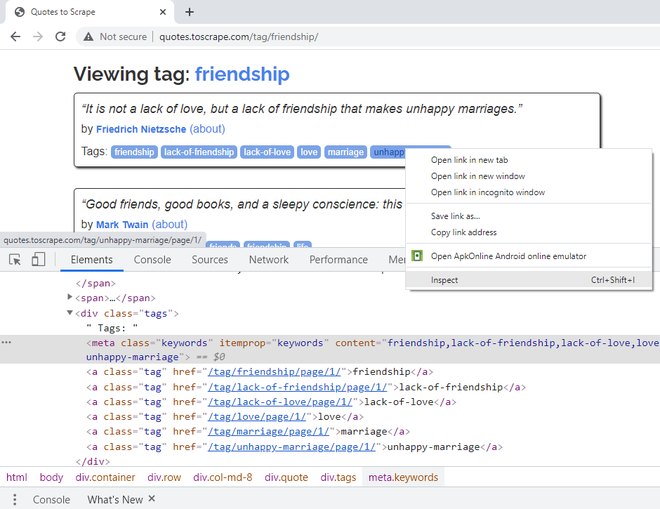 Quotes to Scrape
Not secure | quotes.toscrape.com/tag/friendship/
Viewing tag: friendship
“It is not a lack of love, but a lack of friendship that makes unhappy marriages.”
by Friedrich Nietzsche (about)
Tags: friendship lack-of-friendship lack-of-love love marriage
Open link in new tab
Open link in new window
Open link in incognito window
Save link as...
Copy link address
Open ApkOnline Android online emulator
Inspect Ctrl+Shift+I
“Good friends, good books, and a sleepy conscience: this
by Mark Twain (about)
friends friendship life
quotes.toscrape.com/tag/unhappy-marriage/page/1/
Elements Console Sources Network Performance
</span>
<span>…</span>
<div class="tags">
" Tags: "
<meta class="keywords" itemprop="keywords" content="friendship,lack-of-friendship,lack-of-love,love
unhappy-marriage"> == $0
<a class="tag" href="/tag/friendship/page/1/">friendship</a>
<a class="tag" href="/tag/lack-of-friendship/page/1/">lack-of-friendship</a>
<a class="tag" href="/tag/lack-of-love/page/1/">lack-of-love</a>
<a class="tag" href="/tag/love/page/1/">love</a>
<a class="tag" href="/tag/marriage/page/1/">marriage</a>
<a class="tag" href="/tag/unhappy-marriage/page/1/">unhappy-marriage</a>
</div>
html body div.container div.row div.col-md-8 div.quote div.tags meta.keywords
Console What's New